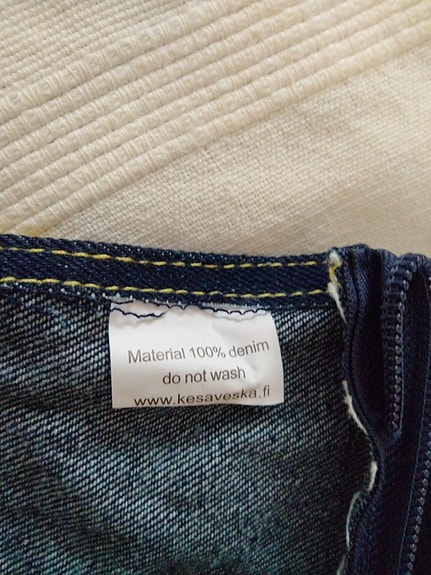 Material 100% denim
do not wash
www.kesaveska.fi